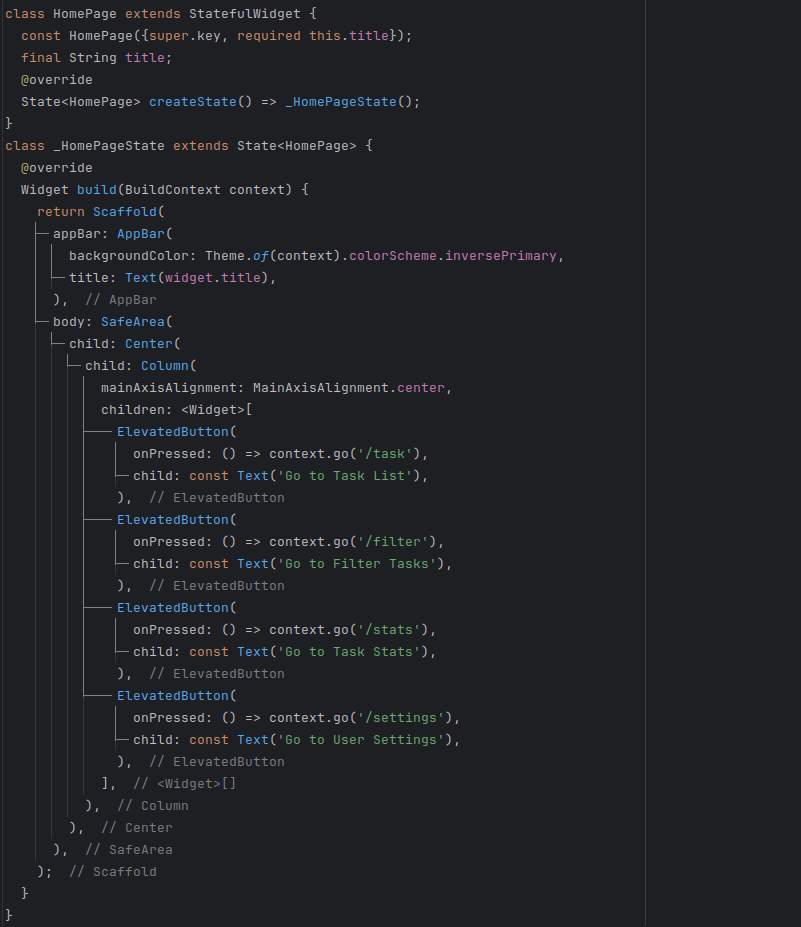 class HomePage extends StatefulWidget {
  const HomePage({super.key, required this.title});
  final String title;
  @override
  State<HomePage> createState() => _HomePageState();
}
class _HomePageState extends State<HomePage> {
  @override
  Widget build(BuildContext context) {
    return Scaffold(
      appBar: AppBar(
        backgroundColor: Theme.of(context).colorScheme.inversePrimary,
        title: Text(widget.title),
      ),  // AppBar
      body: SafeArea(
        child: Center(
          child: Column(
            mainAxisAlignment: MainAxisAlignment.center,
            children: <Widget>[
              ElevatedButton(
                onPressed: () => context.go('/task'),
                child: const Text('Go to Task List'),
              ),  // ElevatedButton
              ElevatedButton(
                onPressed: () => context.go('/filter'),
                child: const Text('Go to Filter Tasks'),
              ),  // ElevatedButton
              ElevatedButton(
                onPressed: () => context.go('/stats'),
                child: const Text('Go to Task Stats'),
              ),  // ElevatedButton
              ElevatedButton(
                onPressed: () => context.go('/settings'),
                child: const Text('Go to User Settings'),
              ),  // ElevatedButton
            ],  // <Widget>[]
          ),  // Column
        ),  // Center
      ),  // SafeArea
    );  // Scaffold
  }
}